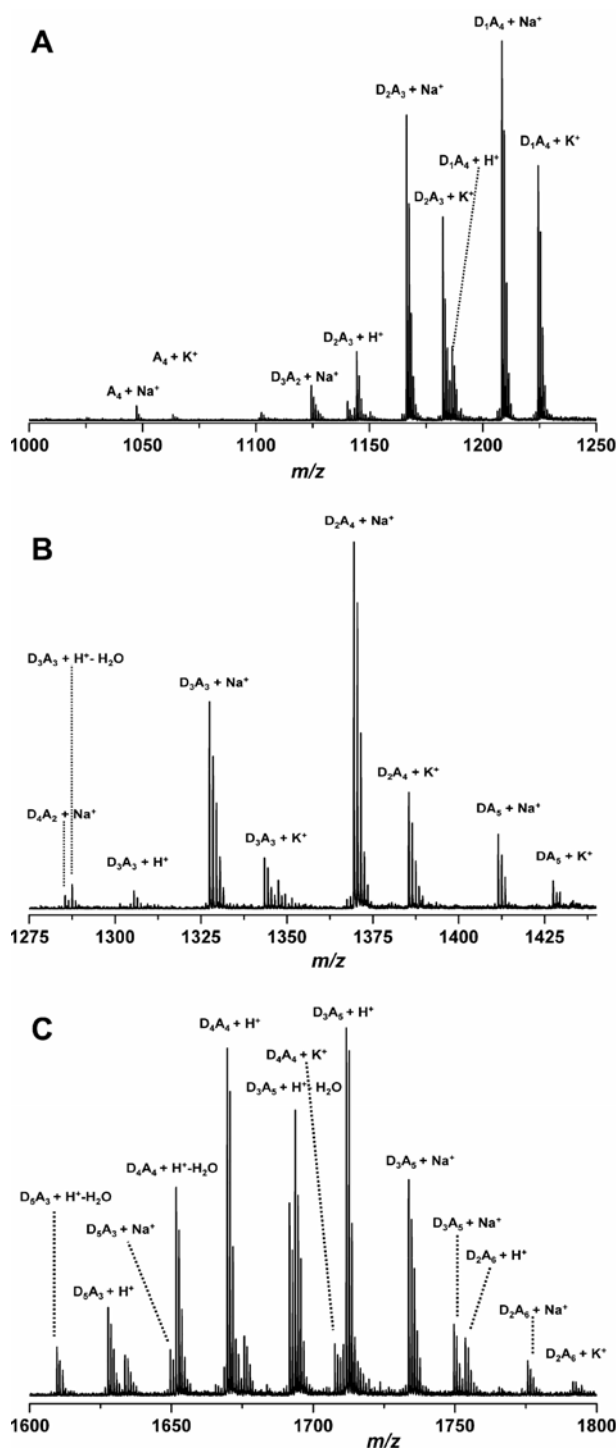 A
D₁A₄ + Na⁺
D₂A₃ + Na⁺
D₁A₄ + K⁺
D₁A₄ + H⁺
D₂A₃ + K⁺
D₂A₃ + H⁺
A₄ + K⁺
D₃A₂ + Na⁺
A₄ + Na⁺
1000 1050 1100 1150 1200 1250
m/z
B
D₂A₄ + Na⁺
D₃A₃ + H⁺- H₂O
D₃A₃ + Na⁺
D₂A₄ + K⁺
D₄A₂ + Na⁺
D₃A₃ + H⁺
D₃A₃ + K⁺
DA₅ + Na⁺
DA₅ + K⁺
1275 1300 1325 1350 1375 1400 1425
m/z
C
D₃A₅ + H⁺
D₄A₄ + H⁺
D₄A₄ + K⁺
D₃A₅ + H⁺- H₂O
D₄A₄ + H⁺-H₂O
D₃A₅ + Na⁺
D₅A₃ + H⁺-H₂O
D₅A₃ + Na⁺
D₃A₅ + Na⁺
D₂A₆ + H⁺
D₅A₃ + H⁺
D₂A₆ + Na⁺
D₂A₆ + K⁺
1600 1650 1700 1750 1800
m/z